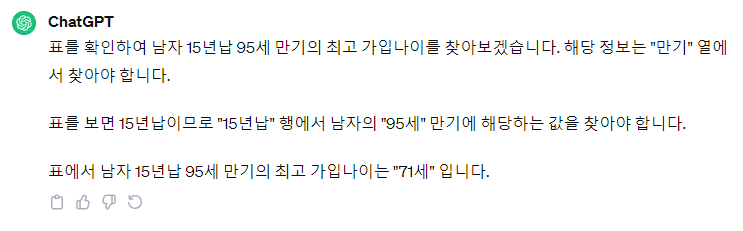 ChatGPT
표를 확인하여 남자 15년납 95세 만기의 최고 가입나이를 찾아보겠습니다. 해당 정보는 "만기" 열에
서 찾아야 합니다.
표를 보면 15년납이므로 "15년납" 행에서 남자의 "95세" 만기에 해당하는 값을 찾아야 합니다.
표에서 남자 15년납 95세 만기의 최고 가입나이는 "71세" 입니다.